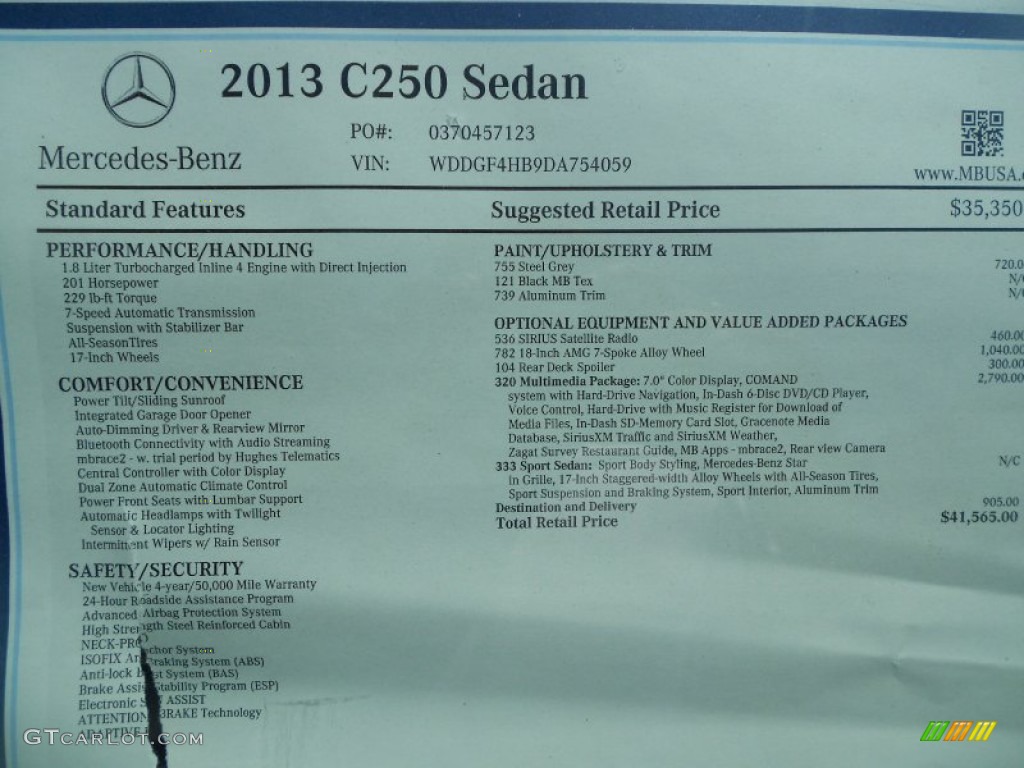 2013 C250 Sedan
PO#: 0370457123
VIN: WDDGF4HB9DA754059
Mercedes-Benz
www.MBUSA.
Standard Features
Suggested Retail Price $35,350
PERFORMANCE/HANDLING
1.8 Liter Turbocharged Inline 4 Engine with Direct Injection
201 Horsepower
229 lb-ft Torque
7-Speed Automatic Transmission
Suspension with Stabilizer Bar
All-SeasonTires
17-Inch Wheels
COMFORT/CONVENIENCE
Power Tilt/Sliding Sunroof
Integrated Garage Door Opener
Auto-Dimming Driver & Rearview Mirror
Bluetooth Connectivity with Audio Streaming
mbrace2 - w. trial period by Hughes Telematics
Central Controller with Color Display
Dual Zone Automatic Climate Control
Power Front Seats with Lumbar Support
Automatic Headlamps with Twilight
Sensor & Locator Lighting
Intermittent Wipers w/ Rain Sensor
SAFETY/SECURITY
New Vehicle 4-year/50,000 Mile Warranty
24-Hour Roadside Assistance Program
Advanced Airbag Protection System
High Strength Steel Reinforced Cabin
NECK-PRO
ISOFIX Anchor System
Anti-lock Braking System (ABS)
Brake Assist System (BAS)
Electronic Stability Program (ESP)
ATTENTION ASSIST
ADAPTIVE BRAKE Technology
PAINT/UPHOLSTERY & TRIM
755 Steel Grey 720.0
121 Black MB Tex N/
739 Aluminum Trim N/
OPTIONAL EQUIPMENT AND VALUE ADDED PACKAGES
536 SIRIUS Satellite Radio 460.00
782 18-Inch AMG 7-Spoke Alloy Wheel 1,040.00
104 Rear Deck Spoiler 300.00
320 Multimedia Package: 7.0" Color Display, COMAND 2,790.00
system with Hard-Drive Navigation, In-Dash 6-Disc DVD/CD Player,
Voice Control, Hard-Drive with Music Register for Download of
Media Files, In-Dash SD-Memory Card Slot, Gracenote Media
Database, SiriusXM Traffic and SiriusXM Weather,
Zagat Survey Restaurant Guide, MB Apps - mbrace2, Rear view Camera
333 Sport Sedan: Sport Body Styling, Mercedes-Benz Star N/C
in Grille, 17-Inch Staggered-width Alloy Wheels with All-Season Tires,
Sport Suspension and Braking System, Sport Interior, Aluminum Trim
Destination and Delivery 905.00
Total Retail Price $41,565.00
GTcarlot.com